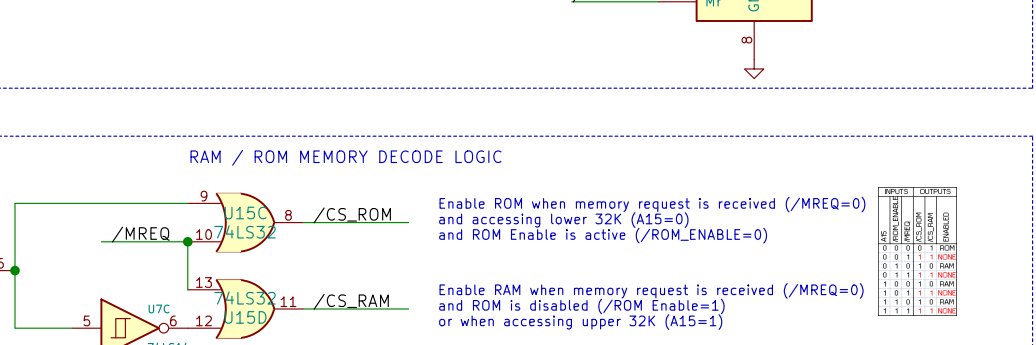 8
RAM / ROM MEMORY DECODE LOGIC
9
U15C
8
/CS_ROM
74LS32
/MREQ
10
Enable ROM when memory request is received (/MREQ=0)
and accessing lower 32K (A15=0)
and ROM Enable is active (/ROM_ENABLE=0)
13
74LS32
11
/CS_RAM
U15D
U7C
5
6
12
Enable RAM when memory request is received (/MREQ=0)
and ROM is disabled (/ROM Enable=1)
or when accessing upper 32K (A15=1)
INPUTS OUTPUTS
A15 /ROM_ENABLE /MREQ /CS_ROM /CS_RAM ENABLED
0 0 0 0 1 ROM
0 0 1 1 1 NONE
0 1 0 1 0 RAM
0 1 1 1 1 NONE
1 0 0 1 0 RAM
1 0 1 1 1 NONE
1 1 0 1 0 RAM
1 1 1 1 1 NONE